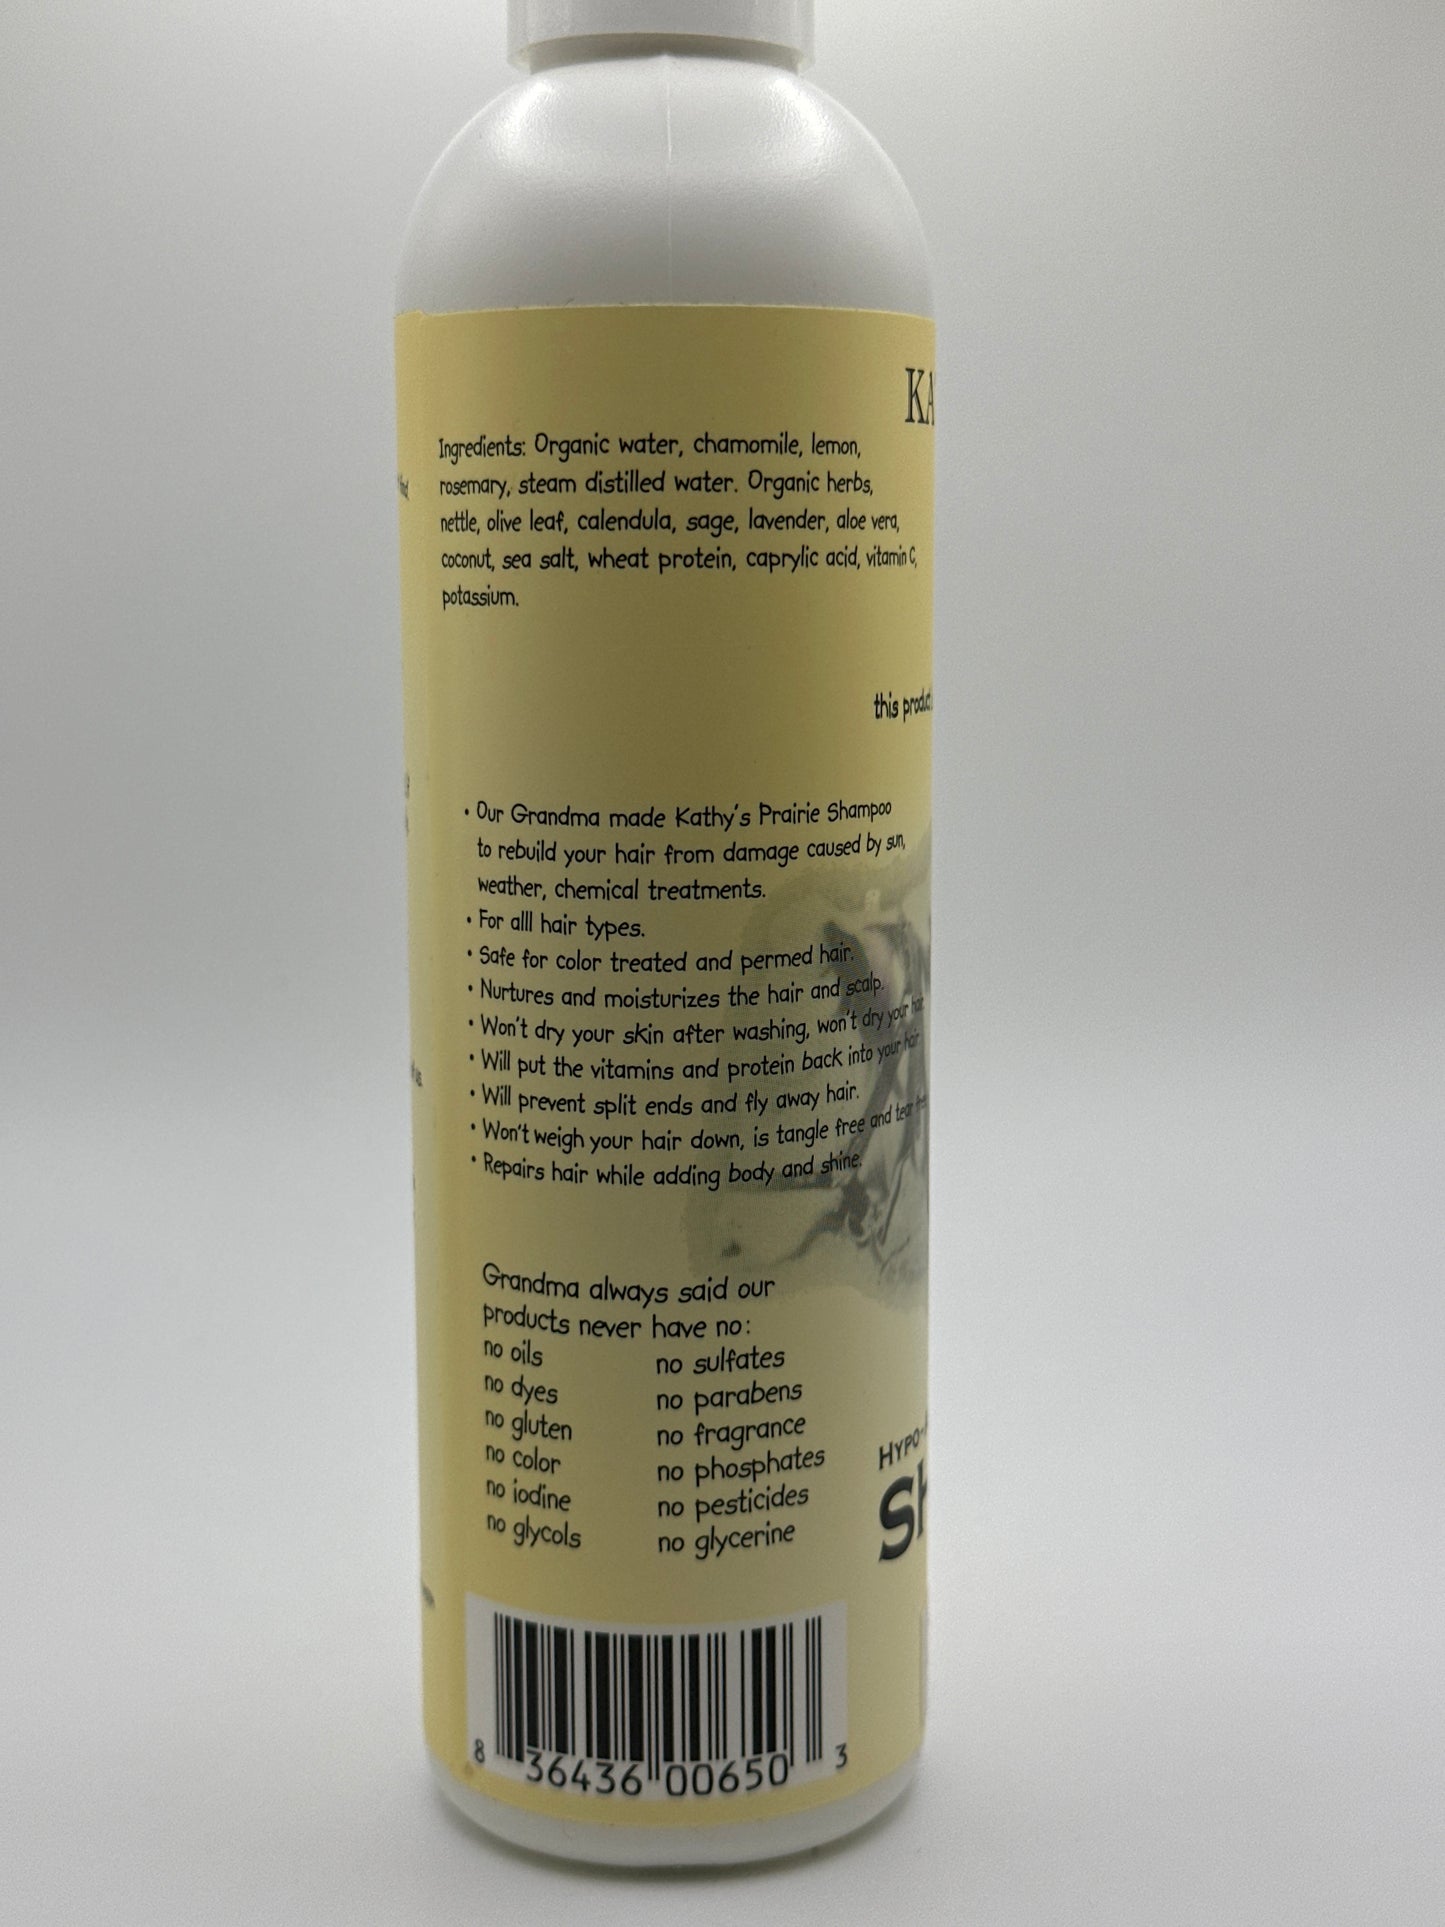 KA
Ingredients: Organic water, chamomile, lemon,
rosemary, steam distilled water. Organic herbs,
nettle, olive leaf, calendula, sage, lavender, aloe vera,
coconut, sea salt, wheat protein, caprylic acid, vitamin C,
potassium.
this product
• Our Grandma made Kathy's Prairie Shampoo
to rebuild your hair from damage caused by sun,
weather, chemical treatments.
• For alll hair types.
• Safe for color treated and permed hair.
• Nurtures and moisturizes the hair and scalp.
• Won't dry your skin after washing, won't dry your hair.
• Will put the vitamins and protein back into your hair.
• Will prevent split ends and fly away hair.
• Won't weigh your hair down, is tangle free and tear free.
• Repairs hair while adding body and shine.
Grandma always said our
products never have no:
no oils no sulfates
no dyes no parabens
no gluten no fragrance
no color no phosphates
no iodine no pesticides
no glycols no glycerine
HYPO-
SH
8 36436 00650 3